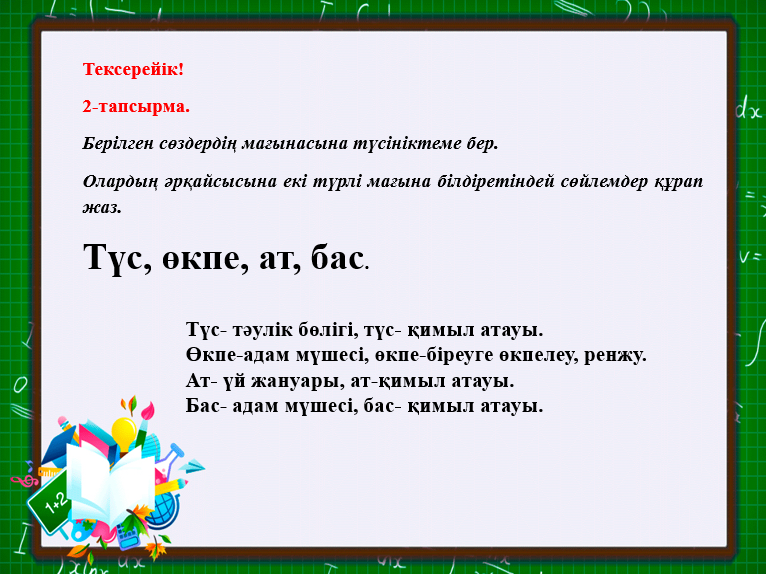 Тексерейік!
2-тапсырма.
Берілген сөздердің мағынасына түсініктеме бер.
Олардың әрқайсысына екі түрлі мағына білдіретіндей сөйлемдер құрап
жаз.
Түс, өкпе, ат, бас.
Түс- тәулік бөлігі, түс- қимыл атауы.
Өкпе-адам мүшесі, өкпе-біреуге өкпелеу, ренжу.
Ат- үй жануары, ат-қимыл атауы.
Бас- адам мүшесі, бас- қимыл атауы.
1+2
dx